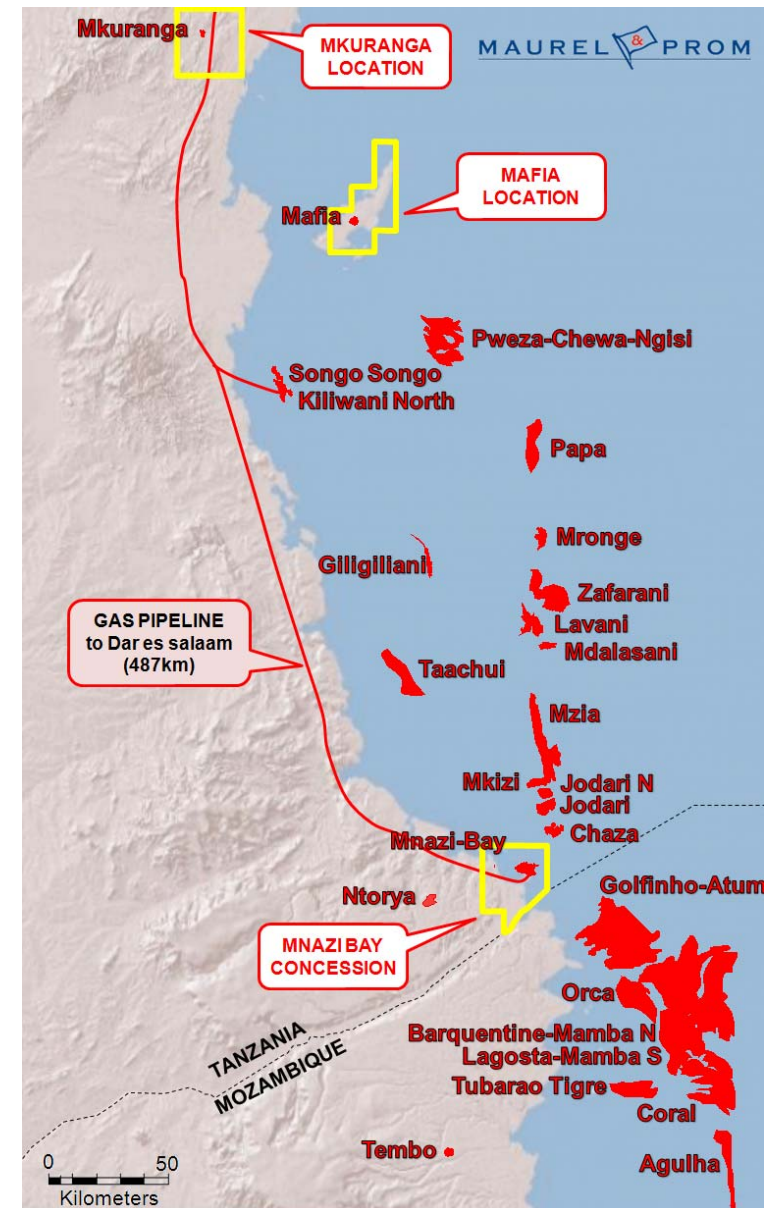 Mkuranga
MKURANGA
LOCATION
MAUREL & PROM
MAFIA
LOCATION
Mafia
Pweza-Chewa-Ngisi
Songo Songo
Kiliwani North
Papa
Giligiliani
Mronge
Zafarani
Lavani
Mdalasani
GAS PIPELINE
to Dar es salaam
(487km)
Taachui
Mzia
Mkizi
Jodari N
Jodari
Chaza
Mnazi-Bay
Ntorya
Golfinho-Atum
MNAZI BAY
CONCESSION
Orca
Barquentine-Mamba N
Lagosta-Mamba S
Tubarao Tigre
Coral
TANZANIA
MOZAMBIQUE
Tembo
Agulha
0 50
Kilometers